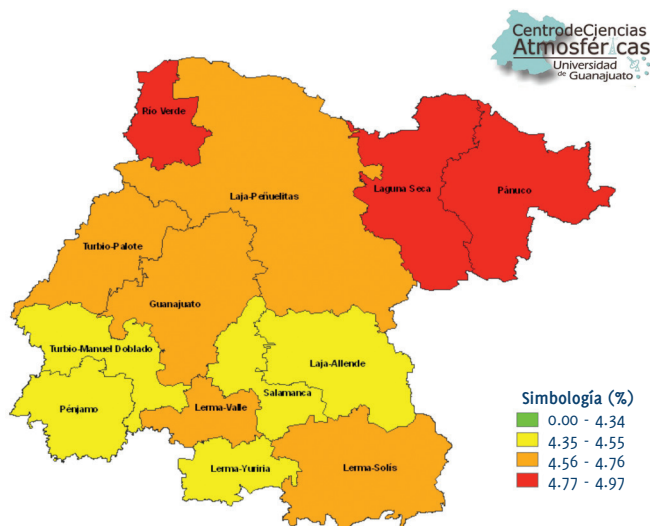 CentrodeCiencias
Atmosféricas
Universidad
de Guanajuato
Río Verde
Laja-Peñuelitas
Laguna Seca
Pánuco
Turbio-Palote
Guanajuato
Turbio-Manuel Doblado
Laja-Allende
Pénjamo
Lerma-Valle
Salamanca
Lerma-Yuriria
Lerma-Solís
Simbología (%)
0.00 - 4.34
4.35 - 4.55
4.56 - 4.76
4.77 - 4.97